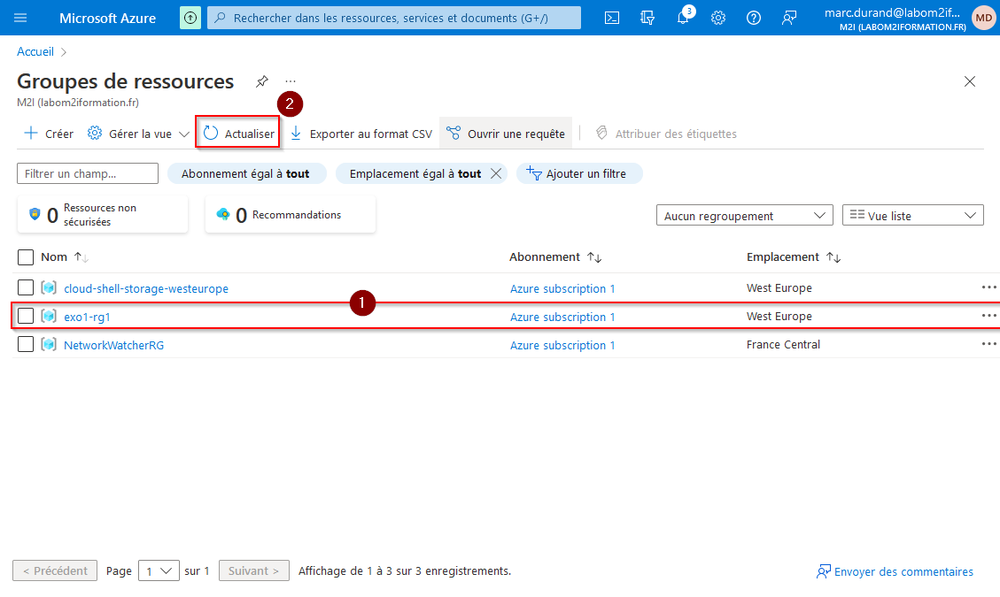 Microsoft Azure
Rechercher dans les ressources, services et documents (G+/)
3
marc.durand@labom2if...
M2I (LABOM2IFORMATION.FR)
MD
Accueil
Groupes de ressources
...
M2I (labom2iformation.fr)
2
Créer
Gérer la vue
Actualiser
Exporter au format CSV
Ouvrir une requête
Attribuer des étiquettes
Filtrer un champ...
Abonnement égal à tout
Emplacement égal à tout
Ajouter un filtre
0
Ressources non
sécurisées
0
Recommandations
Aucun regroupement
Vue liste
Nom
Abonnement
Emplacement
cloud-shell-storage-westeurope
Azure subscription 1
West Europe
1
exo1-rg1
Azure subscription 1
West Europe
NetworkWatcherRG
Azure subscription 1
France Central
< Précédent
Page
1
sur 1
Suivant >
Affichage de 1 à 3 sur 3 enregistrements.
Envoyer des commentaires